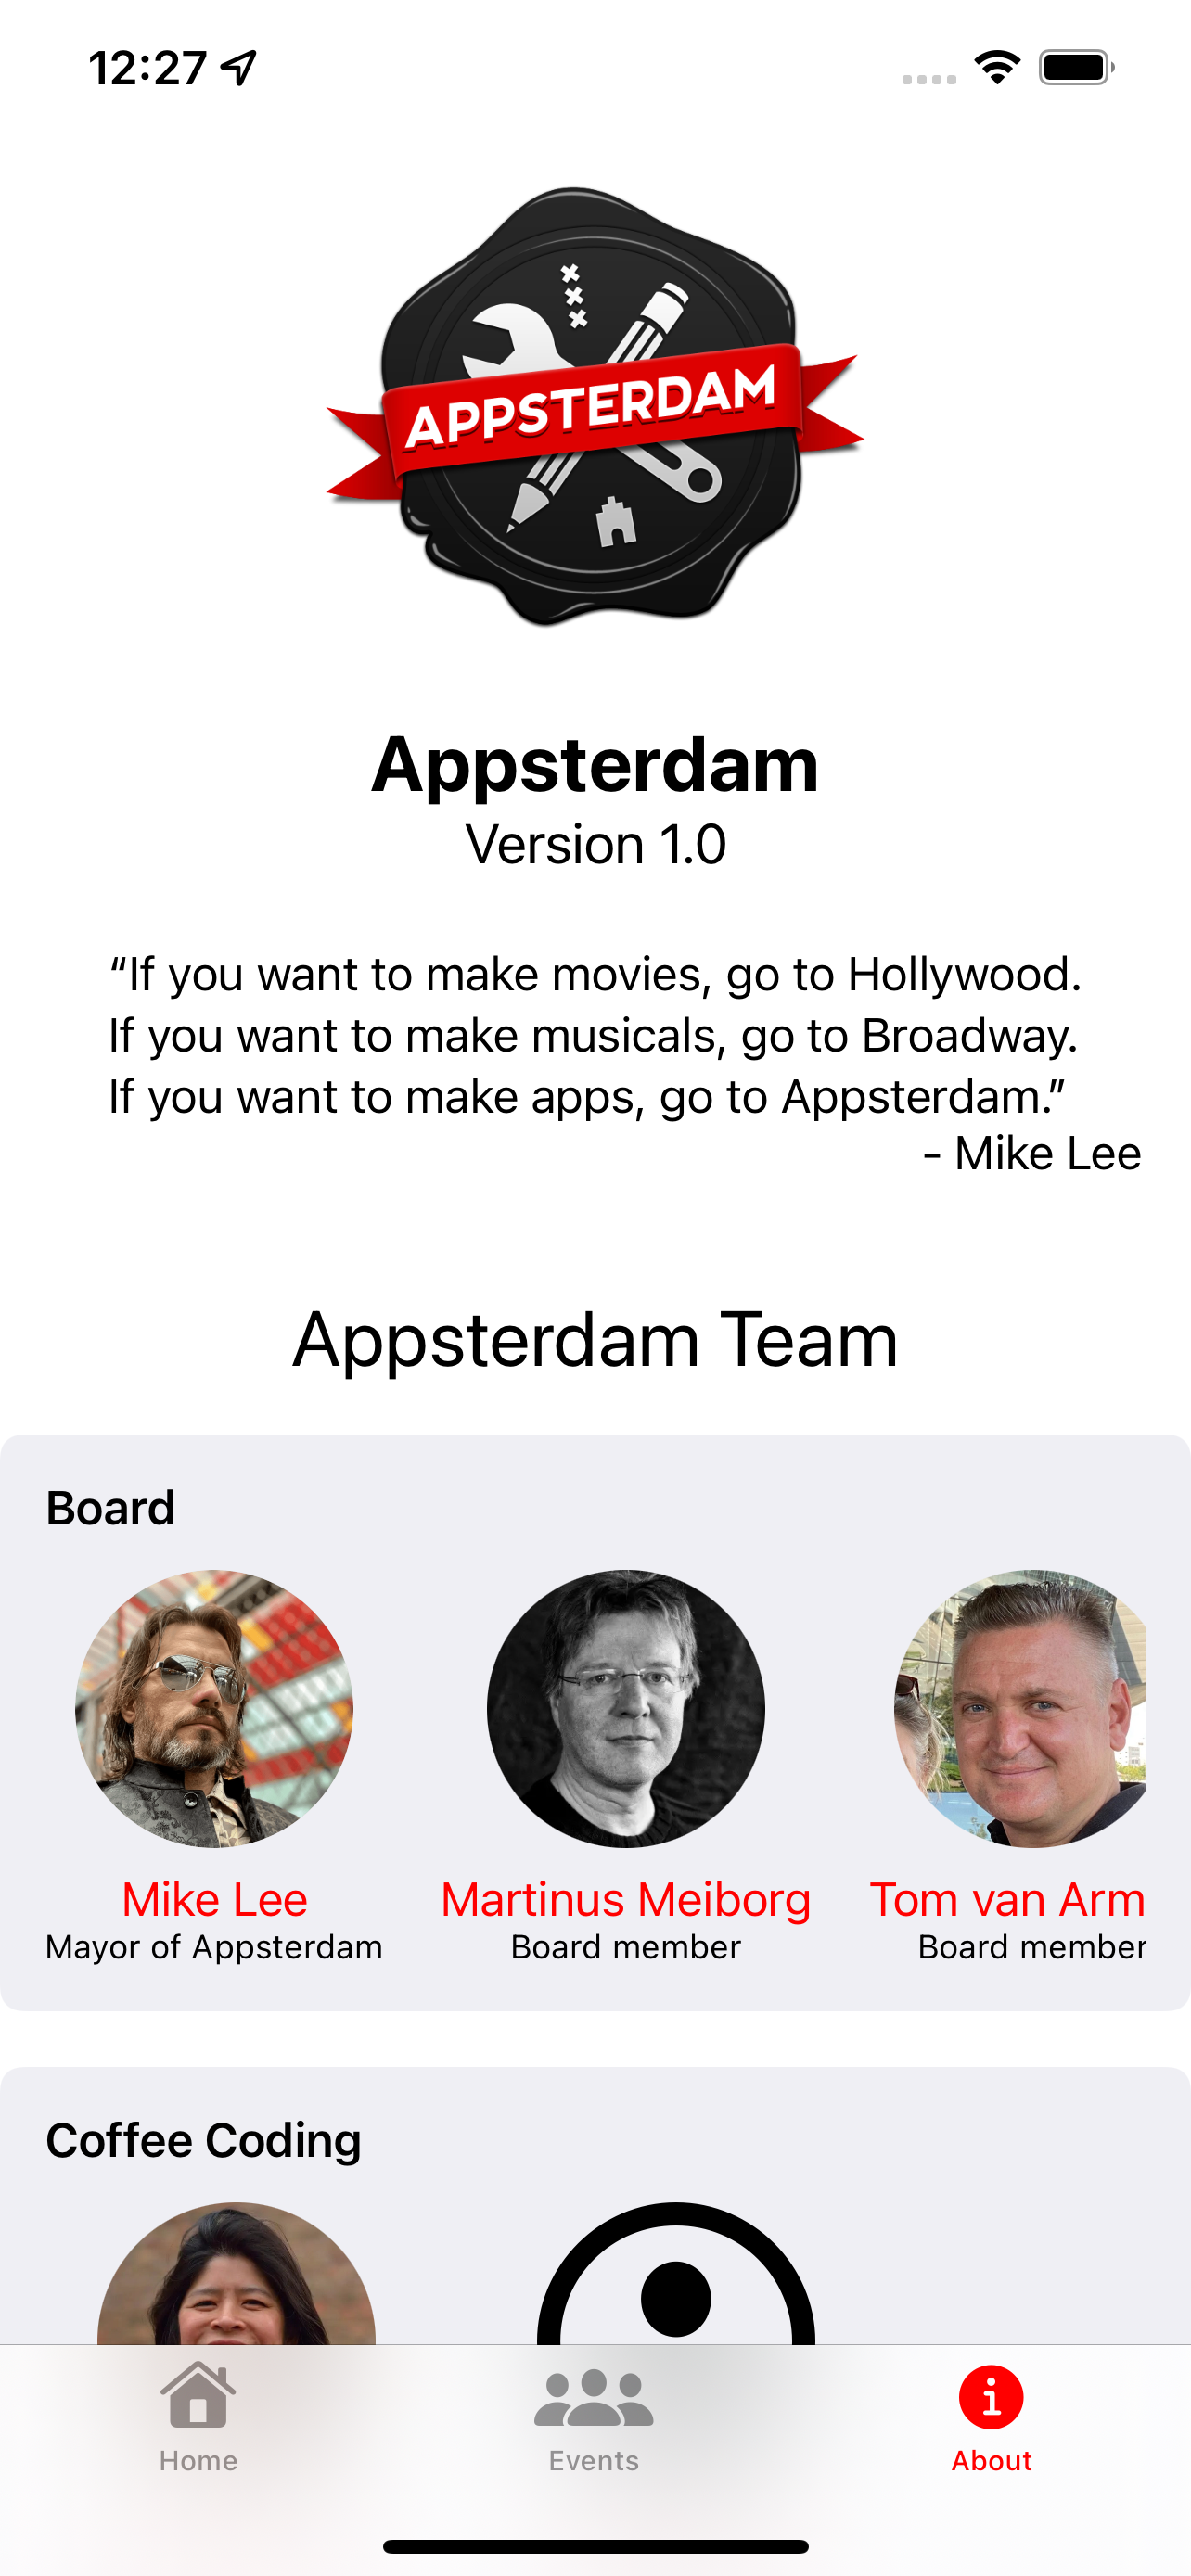 12:27
APPSTERDAM
Appsterdam
Version 1.0
“If you want to make movies, go to Hollywood.
If you want to make musicals, go to Broadway.
If you want to make apps, go to Appsterdam.”
- Mike Lee
Appsterdam Team
Board
Mike Lee
Mayor of Appsterdam
Martinus Meiborg
Board member
Tom van Arm
Board member
Coffee Coding
Home
Events
About